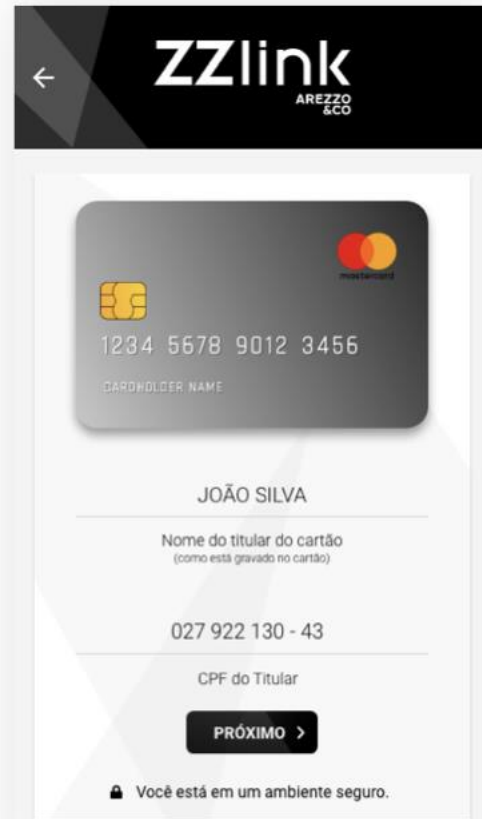 ZZlink
AREZZO
&CO
mastercard
1234 5678 9012 3456
CARDHOLDER NAME
JOÃO SILVA
Nome do titular do cartão
(como está gravado no cartão)
027 922 130 - 43
CPF do Titular
PRÓXIMO >
Você está em um ambiente seguro.